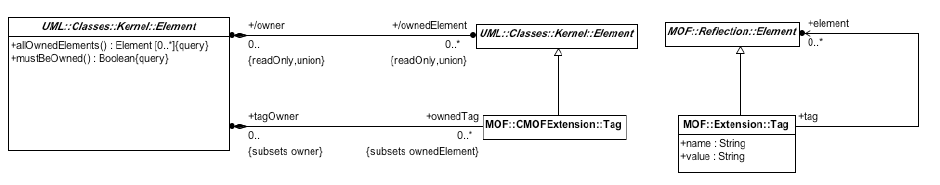 UML::Classes::Kernel::Element
+allOwnedElements() : Element [0..*]{query}
+mustBeOwned() : Boolean{query}
+/owner
+/ownedElement
0..
0..*
{readOnly,union}
{readOnly,union}
UML::Classes::Kernel::Element
+tagOwner
+ownedTag
0..
0..*
{subsets owner}
{subsets ownedElement}
MOF::CMOFExtension::Tag
MOF::Reflection::Element
+element
0..*
+tag
MOF::Extension::Tag
+name : String
+value : String